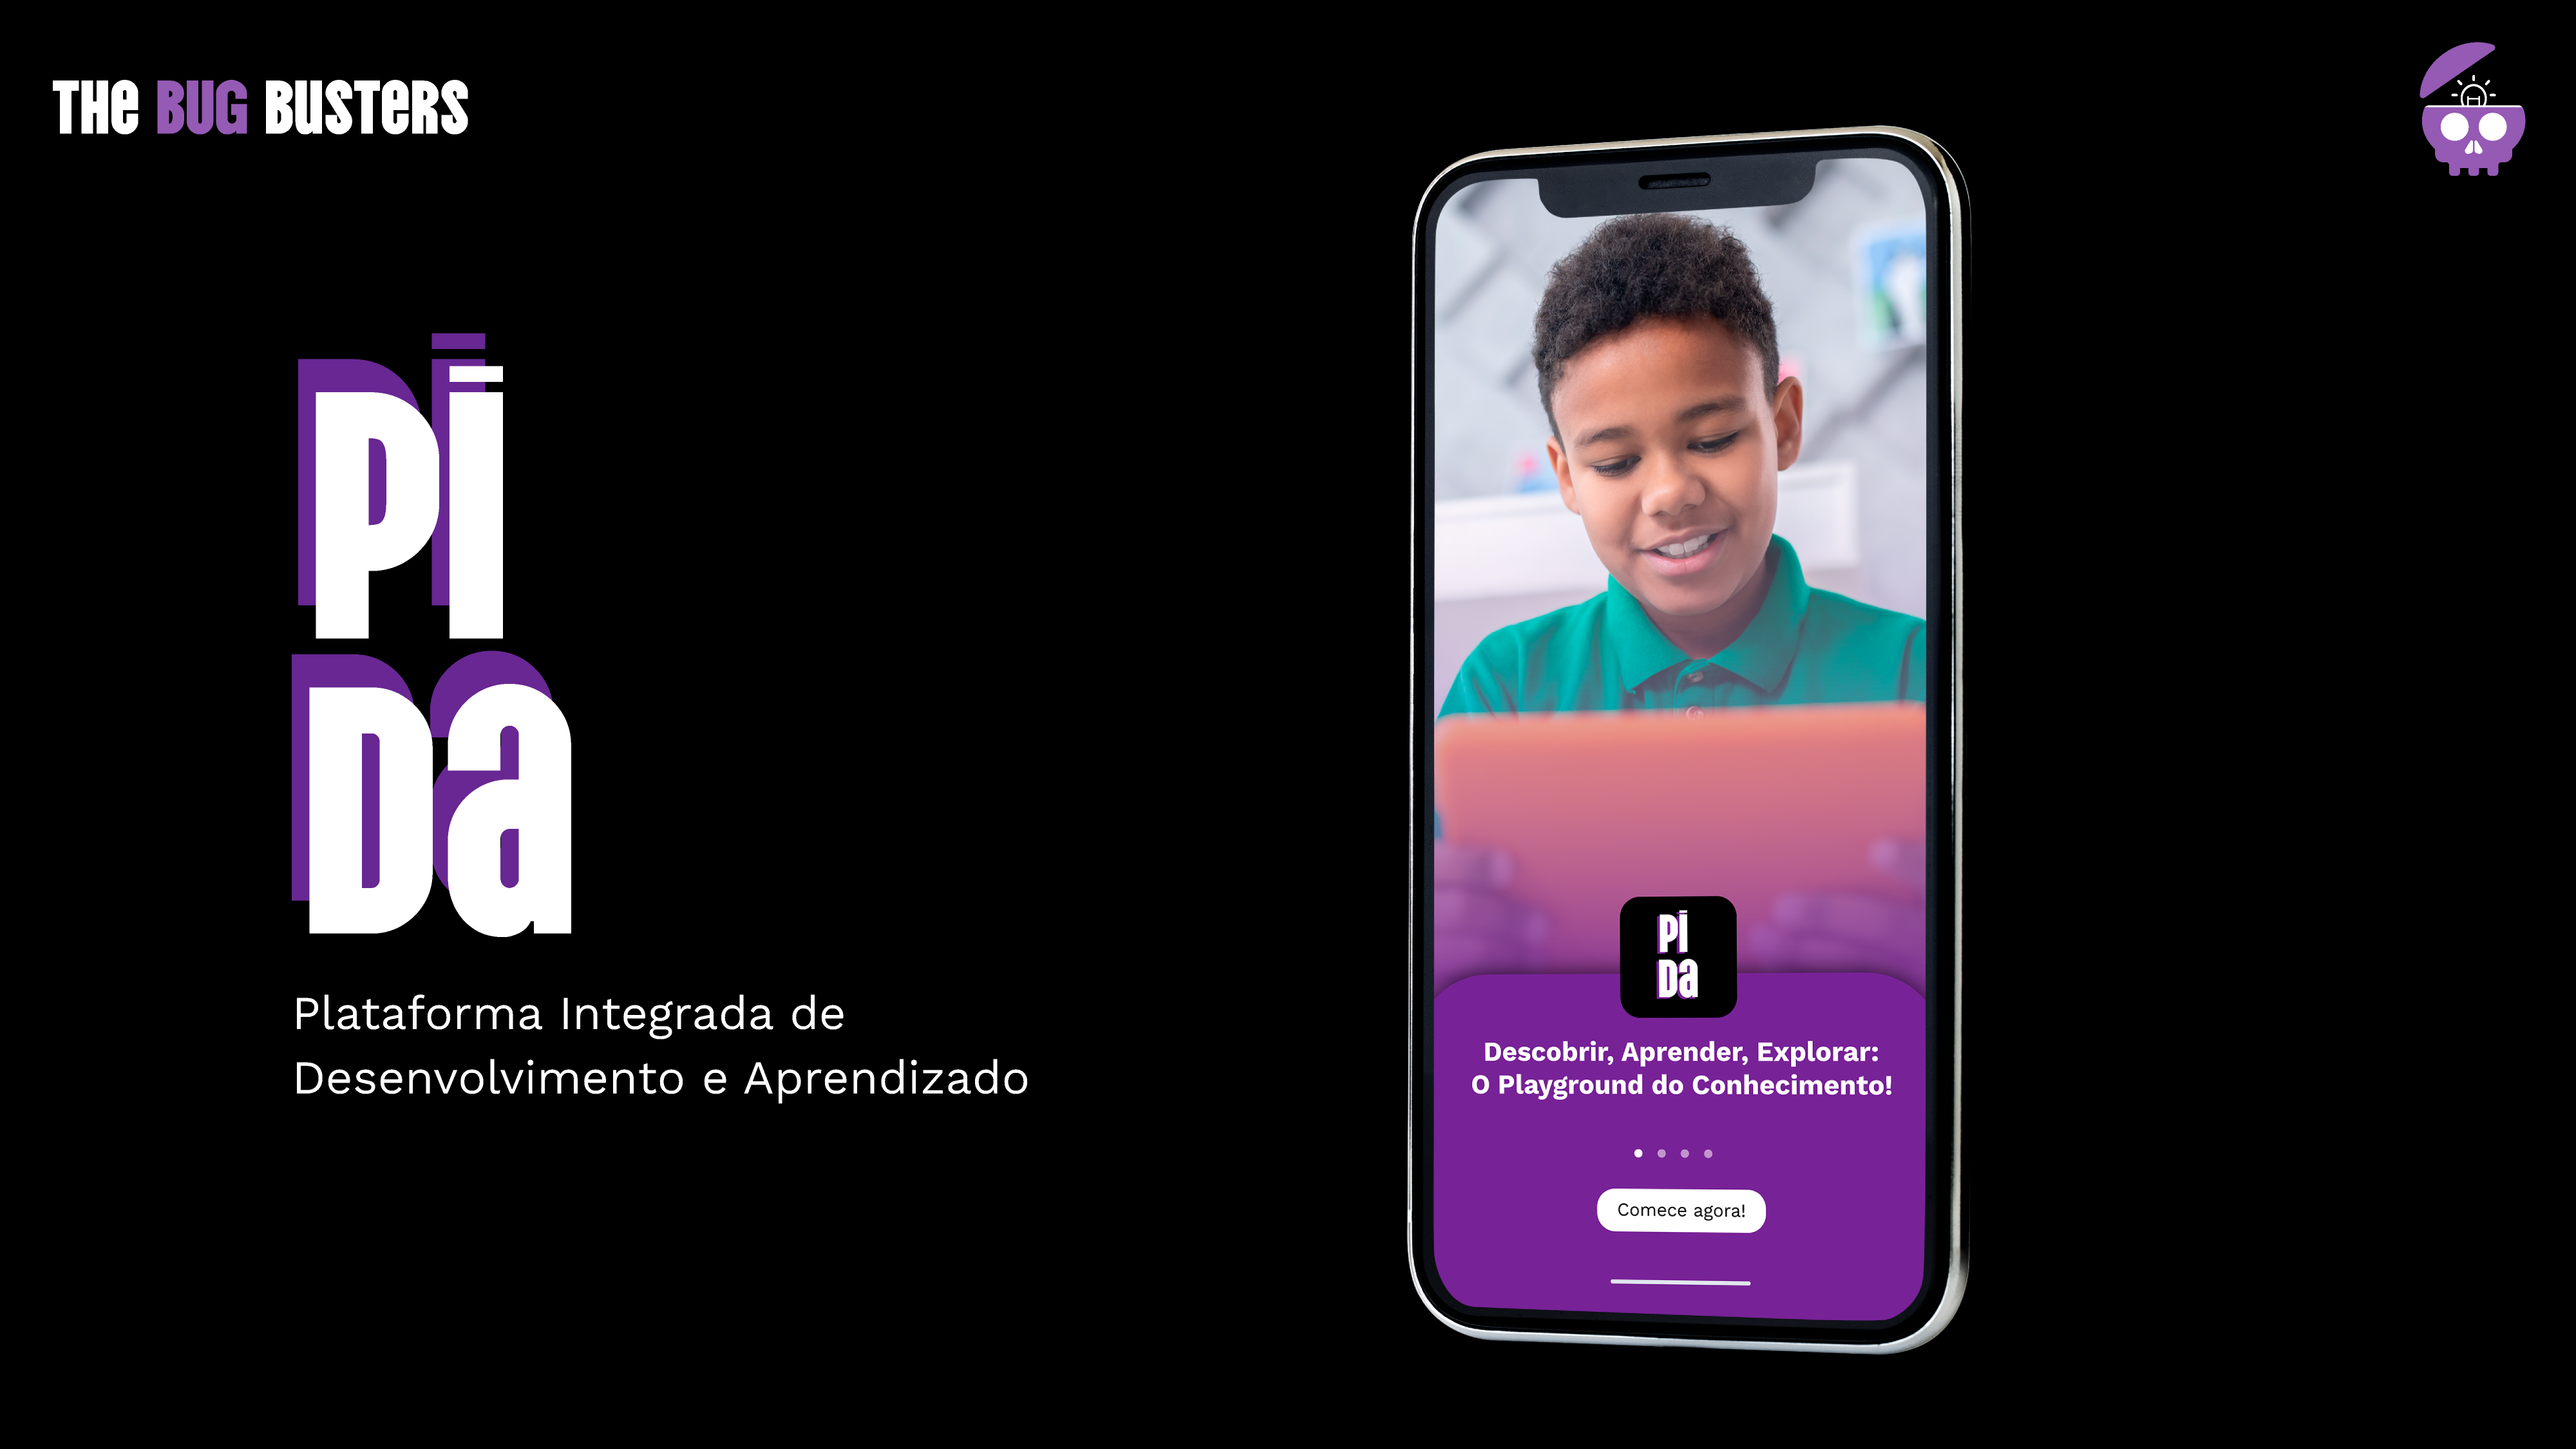 THE BUG BUSTERS
PI
Da
Plataforma Integrada de
Desenvolvimento e Aprendizado
PI
Da
Descobrir, Aprender, Explorar:
O Playground do Conhecimento!
Comece agora!